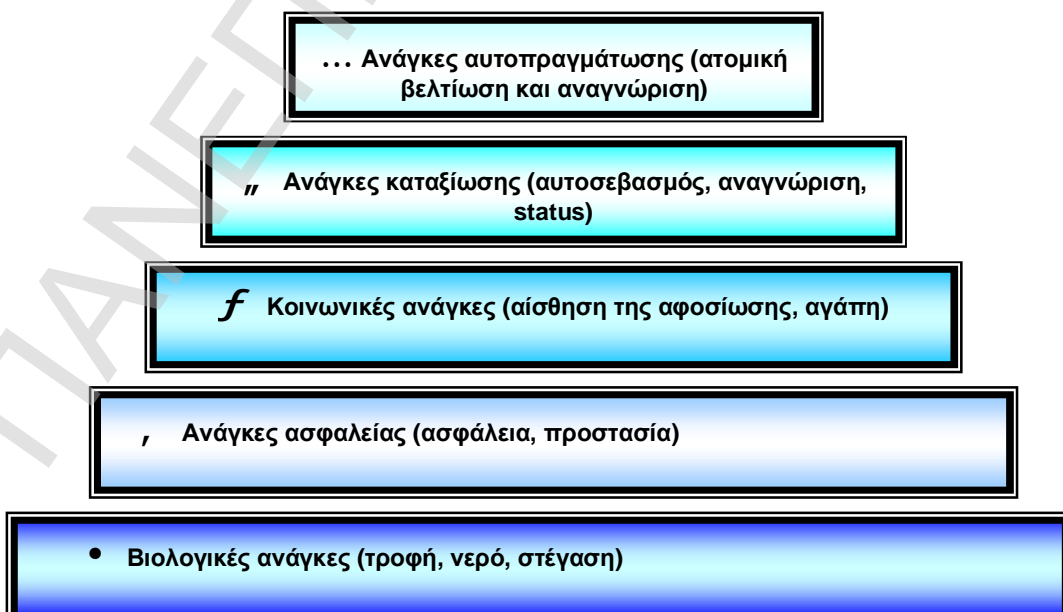 ... Ανάγκες αυτοπραγμάτωσης (ατομική
βελτίωση και αναγνώριση)
„ Ανάγκες καταξίωσης (αυτοσεβασμός, αναγνώριση,
status)
ƒ Κοινωνικές ανάγκες (αίσθηση της αφοσίωσης, αγάπη)
, Ανάγκες ασφαλείας (ασφάλεια, προστασία)
• Βιολογικές ανάγκες (τροφή, νερό, στέγαση)